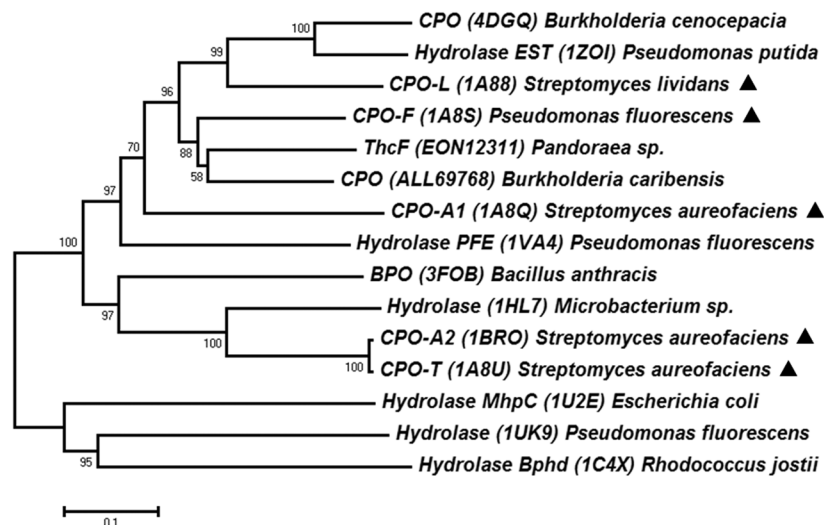 CPO (4DGQ) Burkholderia cenocepacia
100
Hydrolase EST (1ZOI) Pseudomonas putida
99
CPO-L (1A88) Streptomyces lividans ▲
96
CPO-F (1A8S) Pseudomonas fluorescens ▲
88
ThcF (EON12311) Pandoraea sp.
70
58
CPO (ALL69768) Burkholderia caribensis
97
CPO-A1 (1A8Q) Streptomyces aureofaciens ▲
100
Hydrolase PFE (1VA4) Pseudomonas fluorescens
BPO (3FOB) Bacillus anthracis
97
Hydrolase (1HL7) Microbacterium sp.
100
CPO-A2 (1BRO) Streptomyces aureofaciens ▲
100
CPO-T (1A8U) Streptomyces aureofaciens ▲
Hydrolase MhpC (1U2E) Escherichia coli
Hydrolase (1UK9) Pseudomonas fluorescens
95
Hydrolase Bphd (1C4X) Rhodococcus jostii
0.1